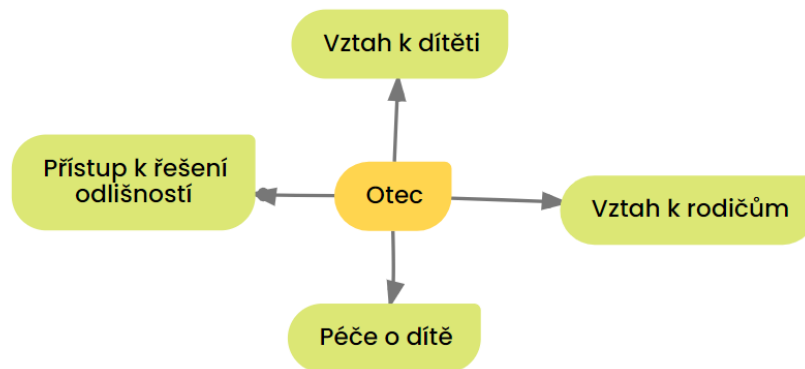 Vztah k dítěti
Přístup k řešení
odlišností
Otec
Vztah k rodičům
Péče o dítě